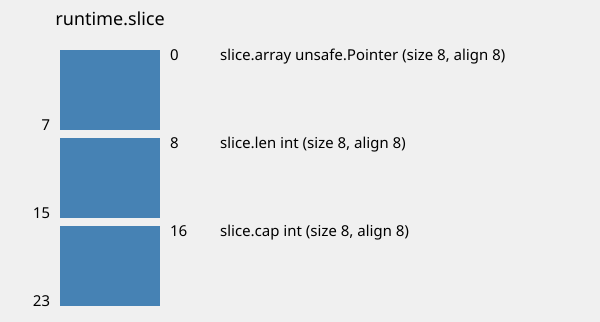 runtime.slice
0 slice.array unsafe.Pointer (size 8, align 8)
7
8 slice.len int (size 8, align 8)
15
16 slice.cap int (size 8, align 8)
23